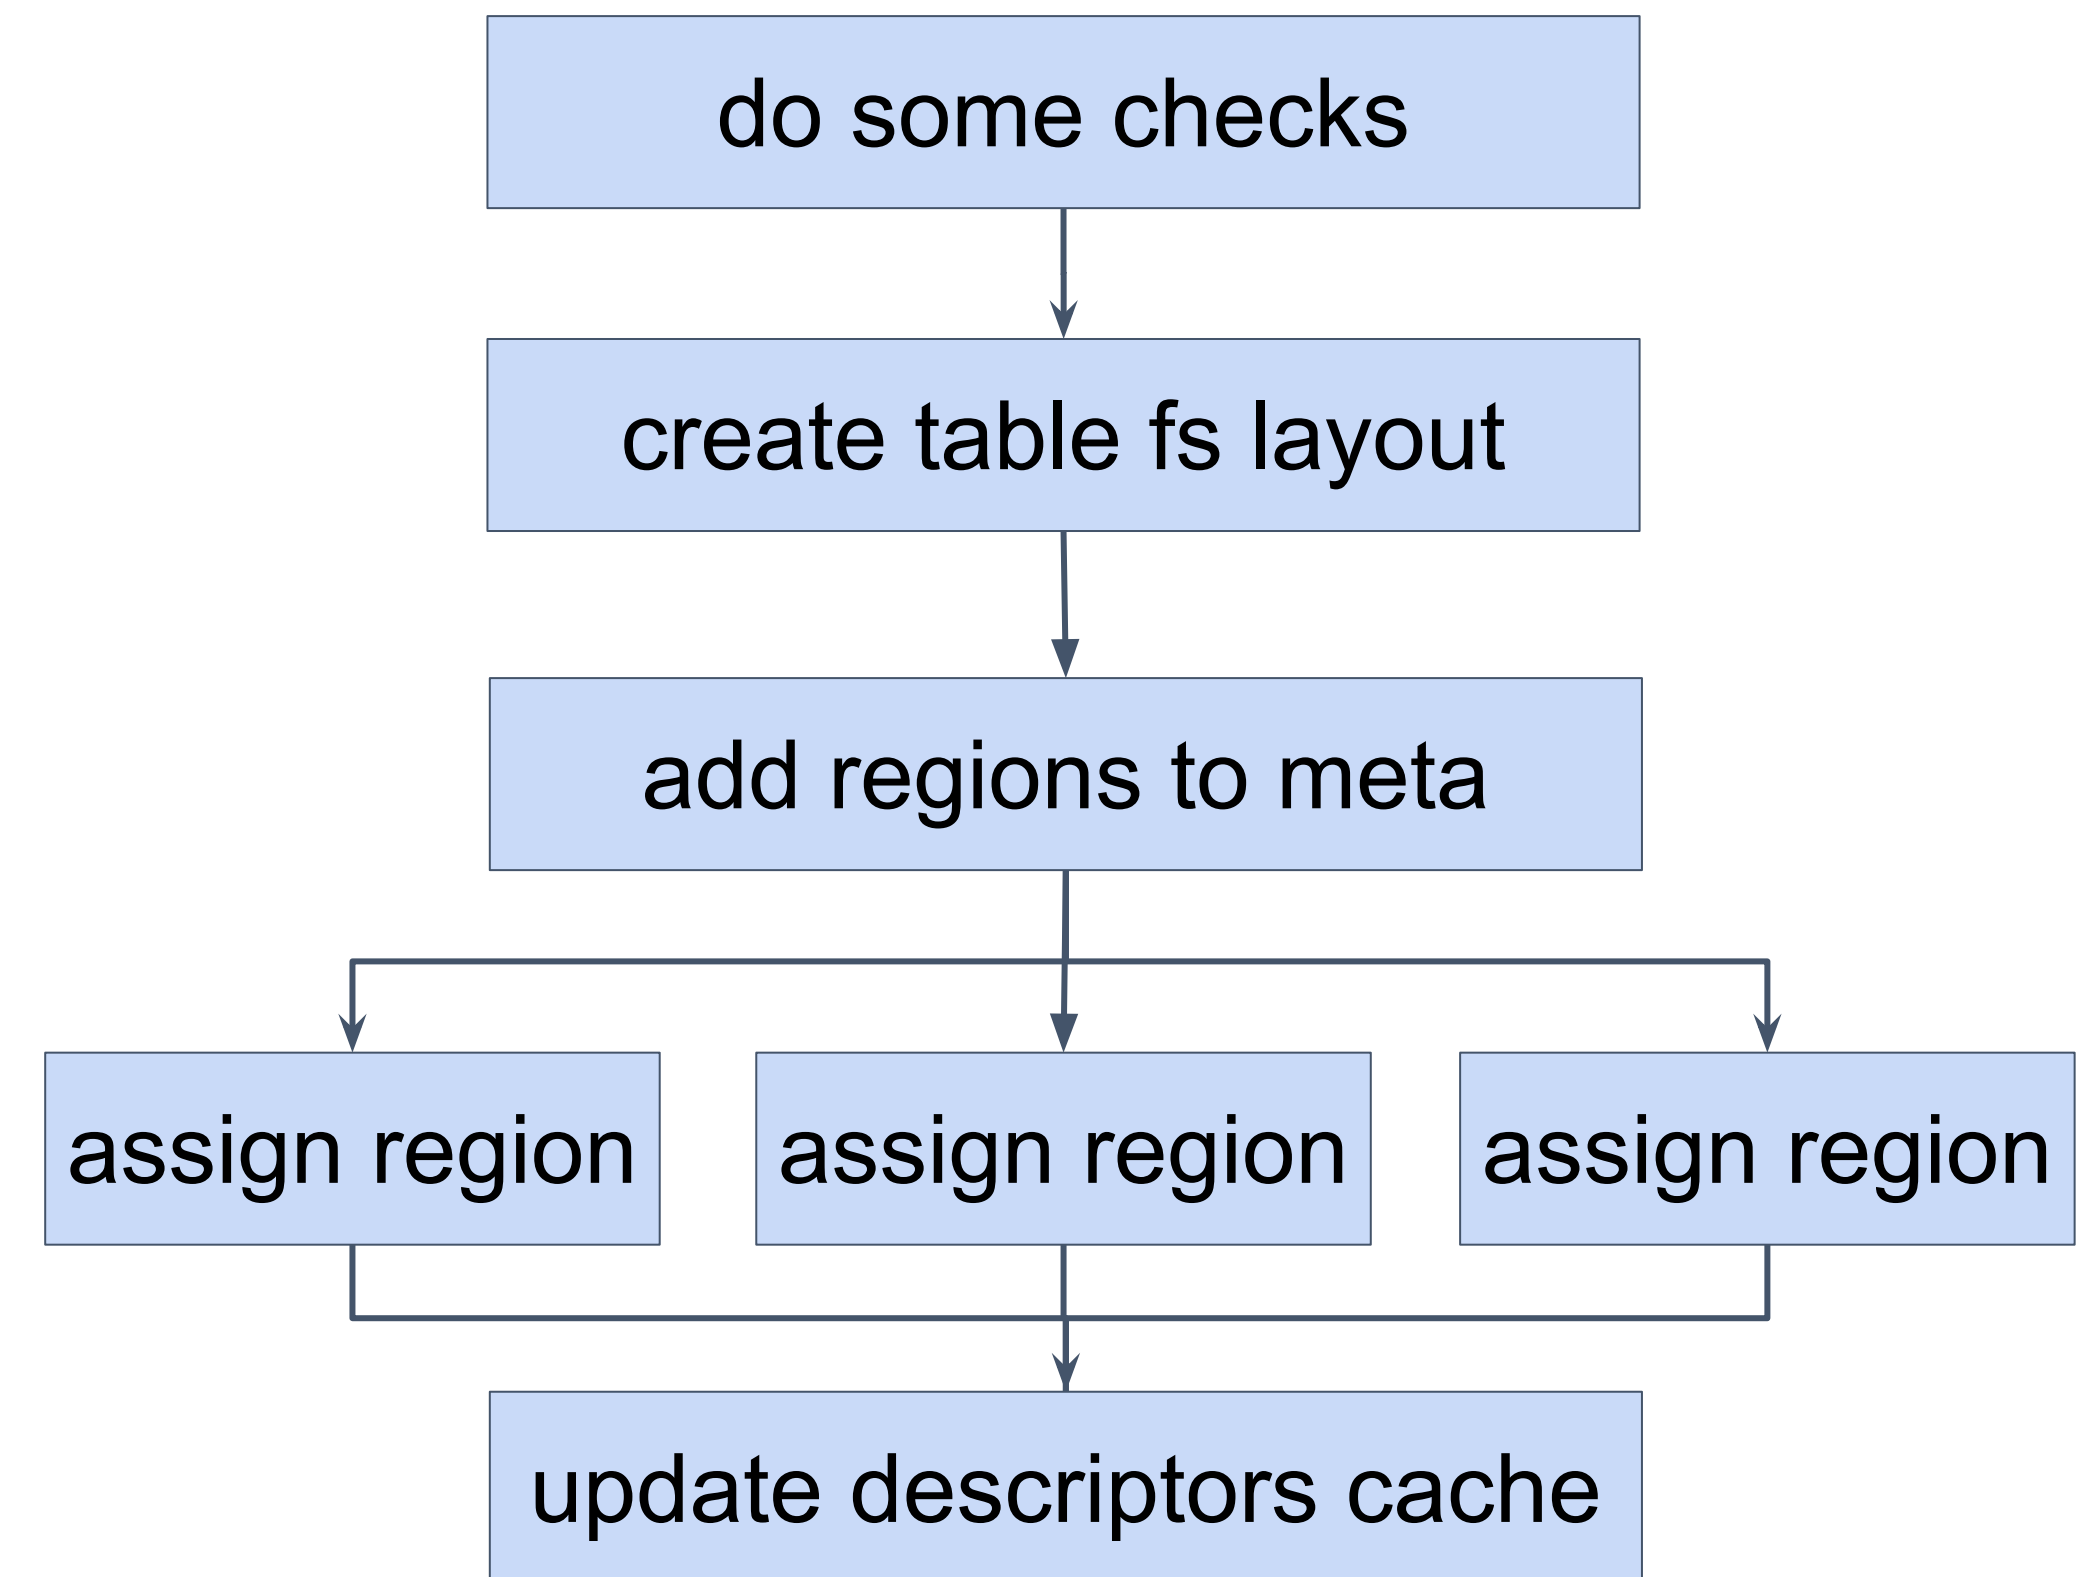 do some checks
create table fs layout
add regions to meta
assign region
assign region
assign region
update descriptors cache